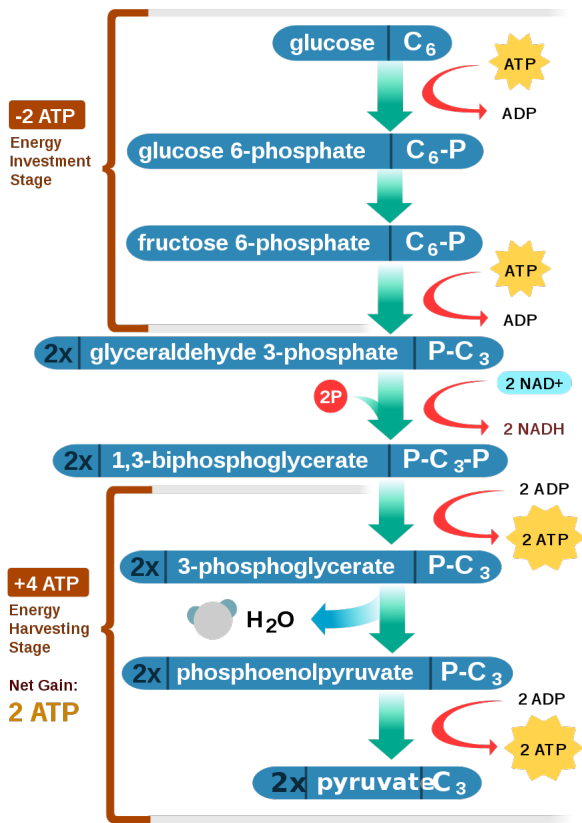 glucose C6
ATP
ADP
-2 ATP
Energy
Investment
Stage
glucose 6-phosphate C6-P
fructose 6-phosphate C6-P
ATP
ADP
2x glyceraldehyde 3-phosphate P-C3
2P
2 NAD+
2 NADH
2x 1,3-biphosphoglycerate P-C3-P
2 ADP
2 ATP
2x 3-phosphoglycerate P-C3
+4 ATP
Energy
Harvesting
Stage
H2O
2x phosphoenolpyruvate P-C3
Net Gain:
2 ATP
2 ADP
2 ATP
2x pyruvate C3